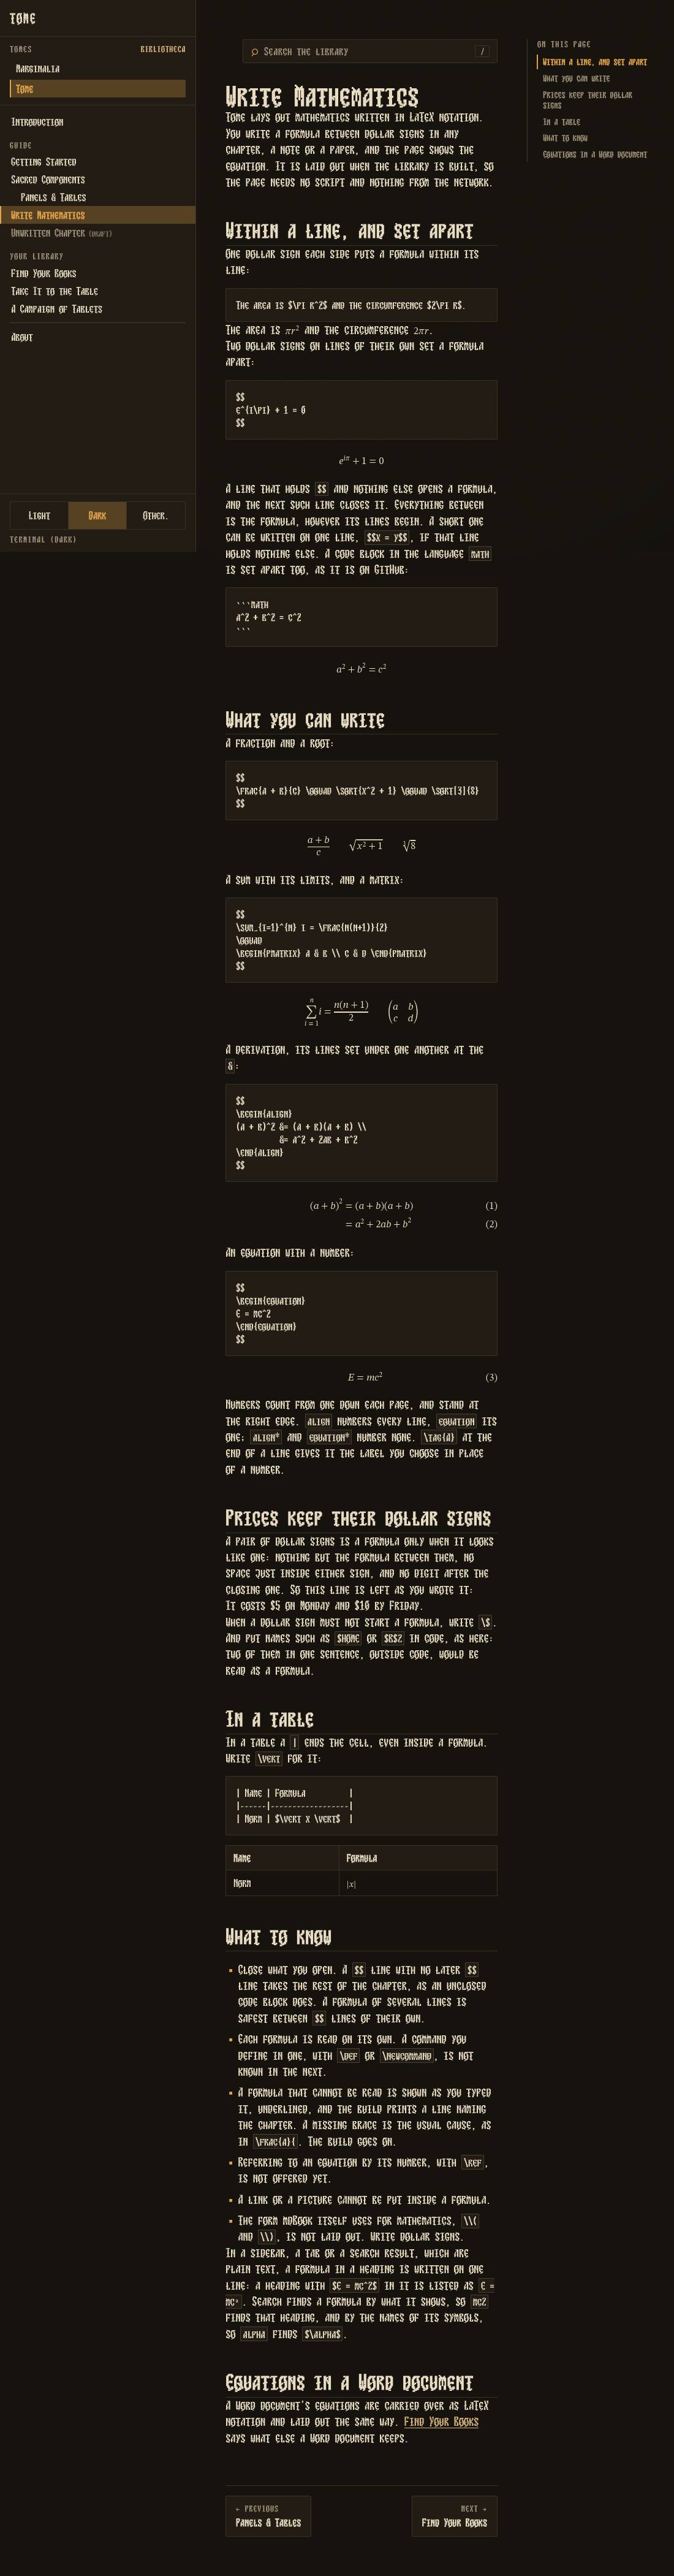 Tome
Tomes
Bibliotheca
Marginalia
Tome
Introduction
Guide
Getting Started
Sacred Components
Panels & Tables
Write Mathematics
Unwritten Chapter (draft)
Your Library
Find Your Books
Take It to the Table
A Campaign of Tablets
About
Light Dark Other…
Terminal (dark)
Search the library /
Write Mathematics
Tome lays out mathematics written in LaTeX notation.
You write a formula between dollar signs in any
chapter, a note or a paper, and the page shows the
equation. It is laid out when the library is built, so
the page needs no script and nothing from the network.
Within a line, and set apart
One dollar sign each side puts a formula within its
line:
The area is $\pi r^2$ and the circumference $2\pi r$.
The area is πr² and the circumference 2πr.
Two dollar signs on lines of their own set a formula
apart:
$$
e^{i\pi} + 1 = 0
$$
e^{iπ} + 1 = 0
A line that holds $$ and nothing else opens a formula,
and the next such line closes it. Everything between
is the formula, however its lines begin. A short one
can be written on one line, $$x = y$$, if that line
holds nothing else. A code block in the language math
is set apart too, as it is on GitHub:
```math
a^2 + b^2 = c^2
```
a² + b² = c²
What you can write
A fraction and a root:
$$
\frac{a + b}{c} \qquad \sqrt{x^2 + 1} \qquad \sqrt[3]{8}
$$
(a + b)/c √(x² + 1) ∛8
A sum with its limits, and a matrix:
$$
\sum_{i=1}^{n} i = \frac{n(n+1)}{2}
\qquad
\begin{pmatrix} a & b \\ c & d \end{pmatrix}
$$
∑_{i=1}^{n} i = n(n + 1)/2 (a b c d)
A derivation, its lines set under one another at the
&:
$$
\begin{align}
(a + b)^2 &= (a + b)(a + b) \\
          &= a^2 + 2ab + b^2
\end{align}
$$
(a + b)² = (a + b)(a + b) (1)
= a² + 2ab + b² (2)
An equation with a number:
$$
\begin{equation}
E = mc^2
\end{equation}
$$
E = mc² (3)
Numbers count from one down each page, and stand at
the right edge. align numbers every line, equation its
one; align* and equation* number none. \tag{A} at the
end of a line gives it the label you choose in place
of a number.
Prices keep their dollar signs
A pair of dollar signs is a formula only when it looks
like one: nothing but the formula between them, no
space just inside either sign, and no digit after the
closing one. So this line is left as you wrote it:
It costs $5 on Monday and $10 by Friday.
When a dollar sign must not start a formula, write \$.
And put names such as $HOME or $BSZ in code, as here:
two of them in one sentence, outside code, would be
read as a formula.
In a table
In a table a | ends the cell, even inside a formula.
Write \vert for it:
| Name | Formula          |
|------|------------------|
| Norm | $\vert x \vert$  |
Name Formula
Norm |x|
What to know
Close what you open. A $$ line with no later $$
line takes the rest of the chapter, as an unclosed
code block does. A formula of several lines is
safest between $$ lines of their own.
Each formula is read on its own. A command you
define in one, with \def or \newcommand, is not
known in the next.
A formula that cannot be read is shown as you typed
it, underlined, and the build prints a line naming
the chapter. A missing brace is the usual cause, as
in \frac{a}{. The build goes on.
Referring to an equation by its number, with \ref,
is not offered yet.
A link or a picture cannot be put inside a formula.
The form mdBook itself uses for mathematics, \\(
and \\), is not laid out. Write dollar signs.
In a sidebar, a tab or a search result, which are
plain text, a formula in a heading is written on one
line: a heading with $E = mc^2$ in it is listed as E =
mc². Search finds a formula by what it shows, so mc2
finds that heading, and by the names of its symbols,
so alpha finds $\alpha$.
Equations in a Word document
A Word document's equations are carried over as LaTeX
notation and laid out the same way. Find Your Books
says what else a Word document keeps.
← Previous
Panels & Tables
Next →
Find Your Books
On this page
Within a line, and set apart
What you can write
Prices keep their dollar
signs
In a table
What to know
Equations in a Word document